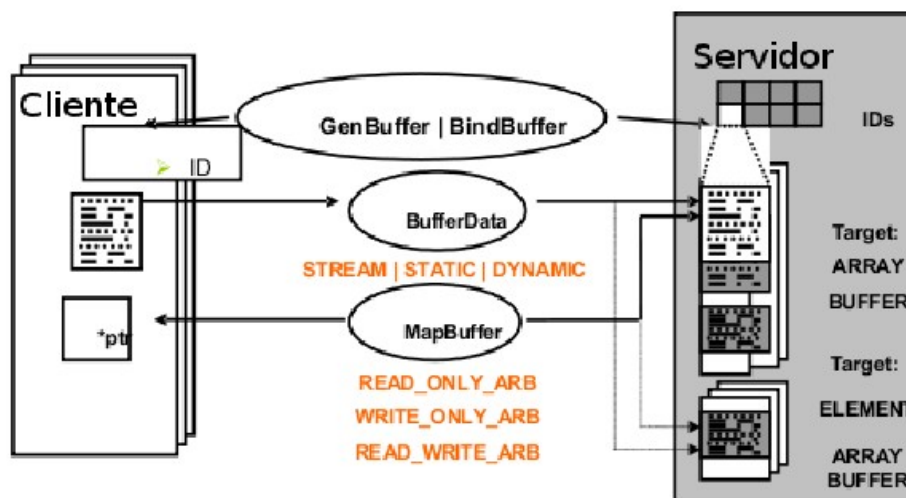 Cliente
Servidor
GenBuffer | BindBuffer
IDs
ID
BufferData
STREAM | STATIC | DYNAMIC
Target:
ARRAY
BUFFER
*ptr
MapBuffer
READ_ONLY_ARB
WRITE_ONLY_ARB
READ_WRITE_ARB
Target:
ELEMENT
ARRAY
BUFFER